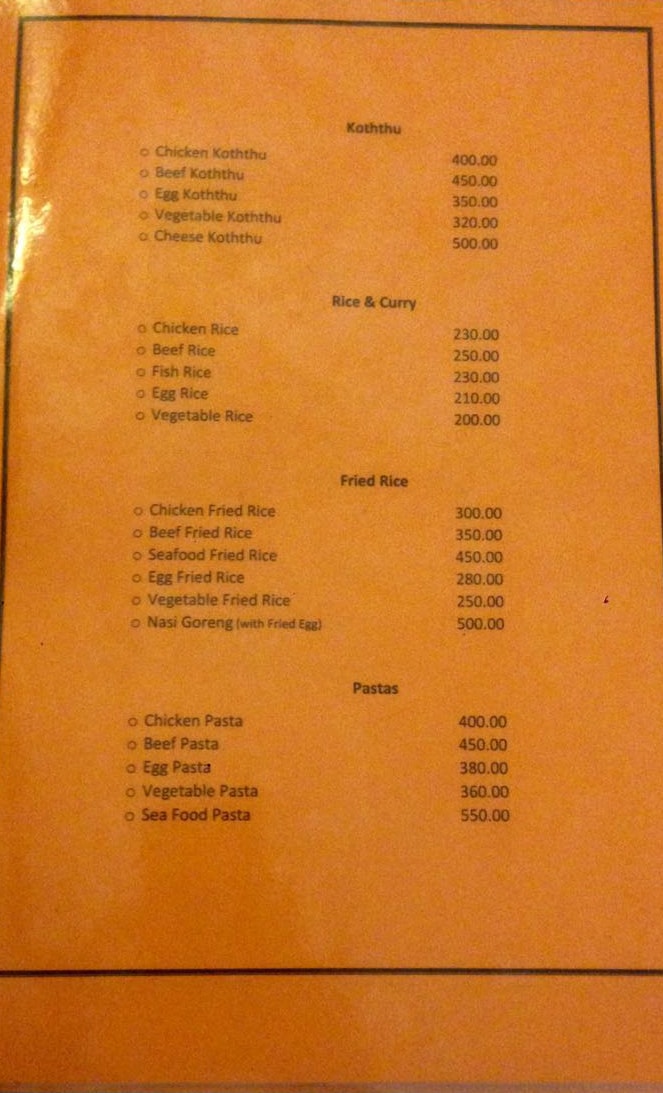 Koththu
o Chicken Koththu 400.00
o Beef Koththu 450.00
o Egg Koththu 350.00
o Vegetable Koththu 320.00
o Cheese Koththu 500.00
Rice & Curry
o Chicken Rice 230.00
o Beef Rice 250.00
o Fish Rice 230.00
o Egg Rice 210.00
o Vegetable Rice 200.00
Fried Rice
o Chicken Fried Rice 300.00
o Beef Fried Rice 350.00
o Seafood Fried Rice 450.00
o Egg Fried Rice 280.00
o Vegetable Fried Rice 250.00
o Nasi Goreng (with Fried Egg) 500.00
Pastas
o Chicken Pasta 400.00
o Beef Pasta 450.00
o Egg Pasta 380.00
o Vegetable Pasta 360.00
o Sea Food Pasta 550.00